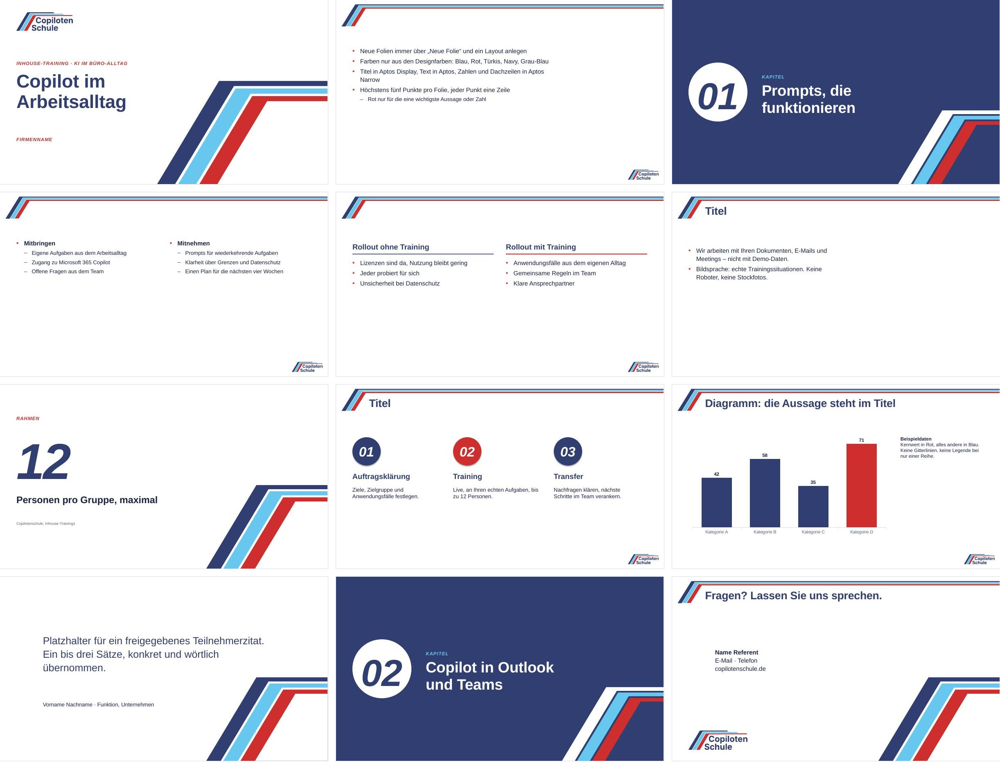 Copiloten
Schule
INHOUSE-TRAINING · KI IM BÜRO-ALLTAG
Copilot im
Arbeitsalltag
FIRMENNAME
▪ Neue Folien immer über „Neue Folie“ und ein Layout anlegen
▪ Farben nur aus den Designfarben: Blau, Rot, Türkis, Navy, Grau-Blau
▪ Titel in Aptos Display, Text in Aptos, Zahlen und Dachzeilen in Aptos
Narrow
▪ Höchstens fünf Punkte pro Folie, jeder Punkt eine Zeile
– Rot nur für die eine wichtigste Aussage oder Zahl
Copiloten
Schule
01
KAPITEL
Prompts, die
funktionieren
▪ Mitbringen
– Eigene Aufgaben aus dem Arbeitsalltag
– Zugang zu Microsoft 365 Copilot
– Offene Fragen aus dem Team
▪ Mitnehmen
– Prompts für wiederkehrende Aufgaben
– Klarheit über Grenzen und Datenschutz
– Einen Plan für die nächsten vier Wochen
Copiloten
Schule
Rollout ohne Training
▪ Lizenzen sind da, Nutzung bleibt gering
▪ Jeder probiert für sich
▪ Unsicherheit bei Datenschutz
Rollout mit Training
▪ Anwendungsfälle aus dem eigenen Alltag
▪ Gemeinsame Regeln im Team
▪ Klare Ansprechpartner
Copiloten
Schule
Titel
▪ Wir arbeiten mit Ihren Dokumenten, E-Mails und
Meetings – nicht mit Demo-Daten.
▪ Bildsprache: echte Trainingssituationen. Keine
Roboter, keine Stockfotos.
RAHMEN
12
Personen pro Gruppe, maximal
Copilotenschule, Inhouse-Trainings
Titel
01
Auftragsklärung
Ziele, Zielgruppe und
Anwendungsfälle festlegen.
02
Training
Live, an Ihren echten Aufgaben, bis
zu 12 Personen.
03
Transfer
Nachfragen klären, nächste
Schritte im Team verankern.
Copiloten
Schule
Diagramm: die Aussage steht im Titel
42
58
35
71
Kategorie A
Kategorie B
Kategorie C
Kategorie D
Beispieldaten
Kernwert in Rot, alles andere in Blau.
Keine Gitterlinien, keine Legende bei
nur einer Reihe.
Copiloten
Schule
Platzhalter für ein freigegebenes Teilnehmerzitat.
Ein bis drei Sätze, konkret und wörtlich
übernommen.
Vorname Nachname · Funktion, Unternehmen
02
KAPITEL
Copilot in Outlook
und Teams
Fragen? Lassen Sie uns sprechen.
Name Referent
E-Mail · Telefon
copilotenschule.de
Copiloten
Schule